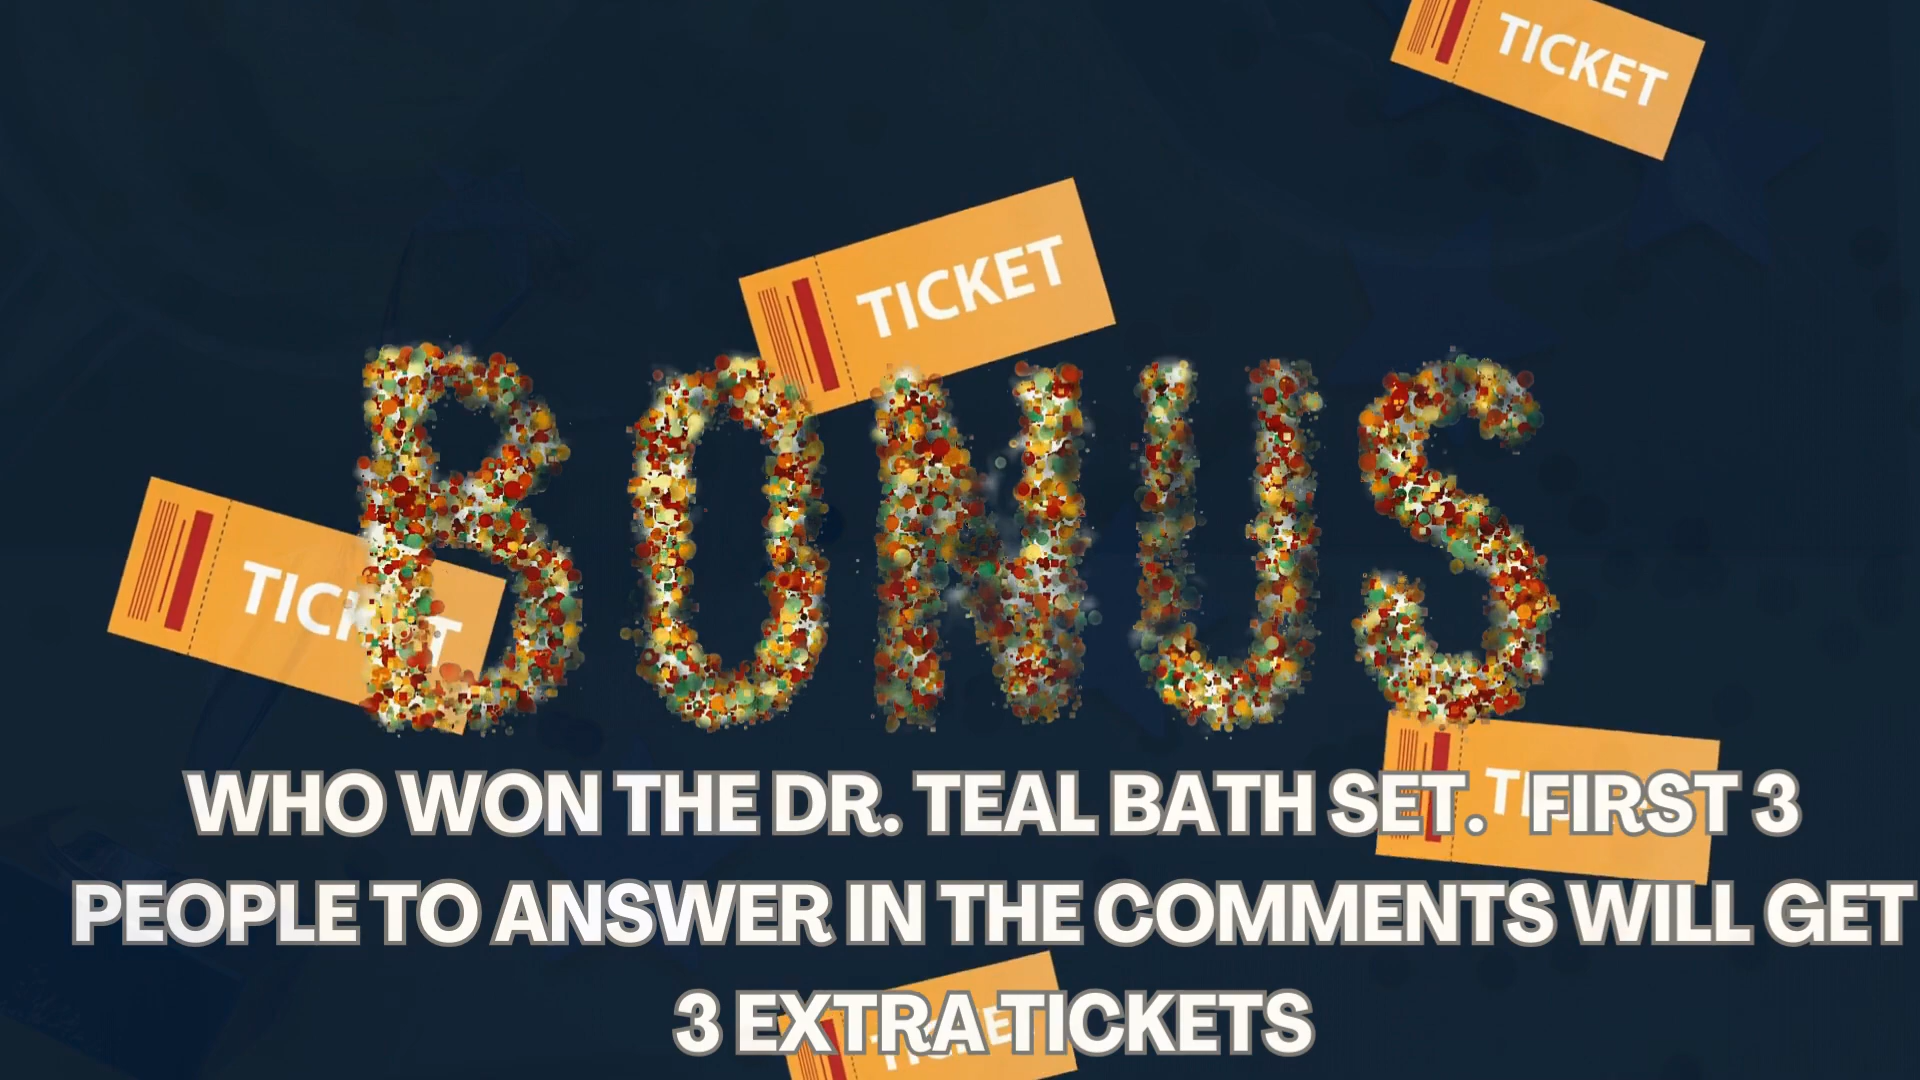 TICKET
TICKET
BONUS
TICKET
WHO WON THE DR. TEAL BATH SET. FIRST 3
PEOPLE TO ANSWER IN THE COMMENTS WILL GET
3 EXTRA TICKETS